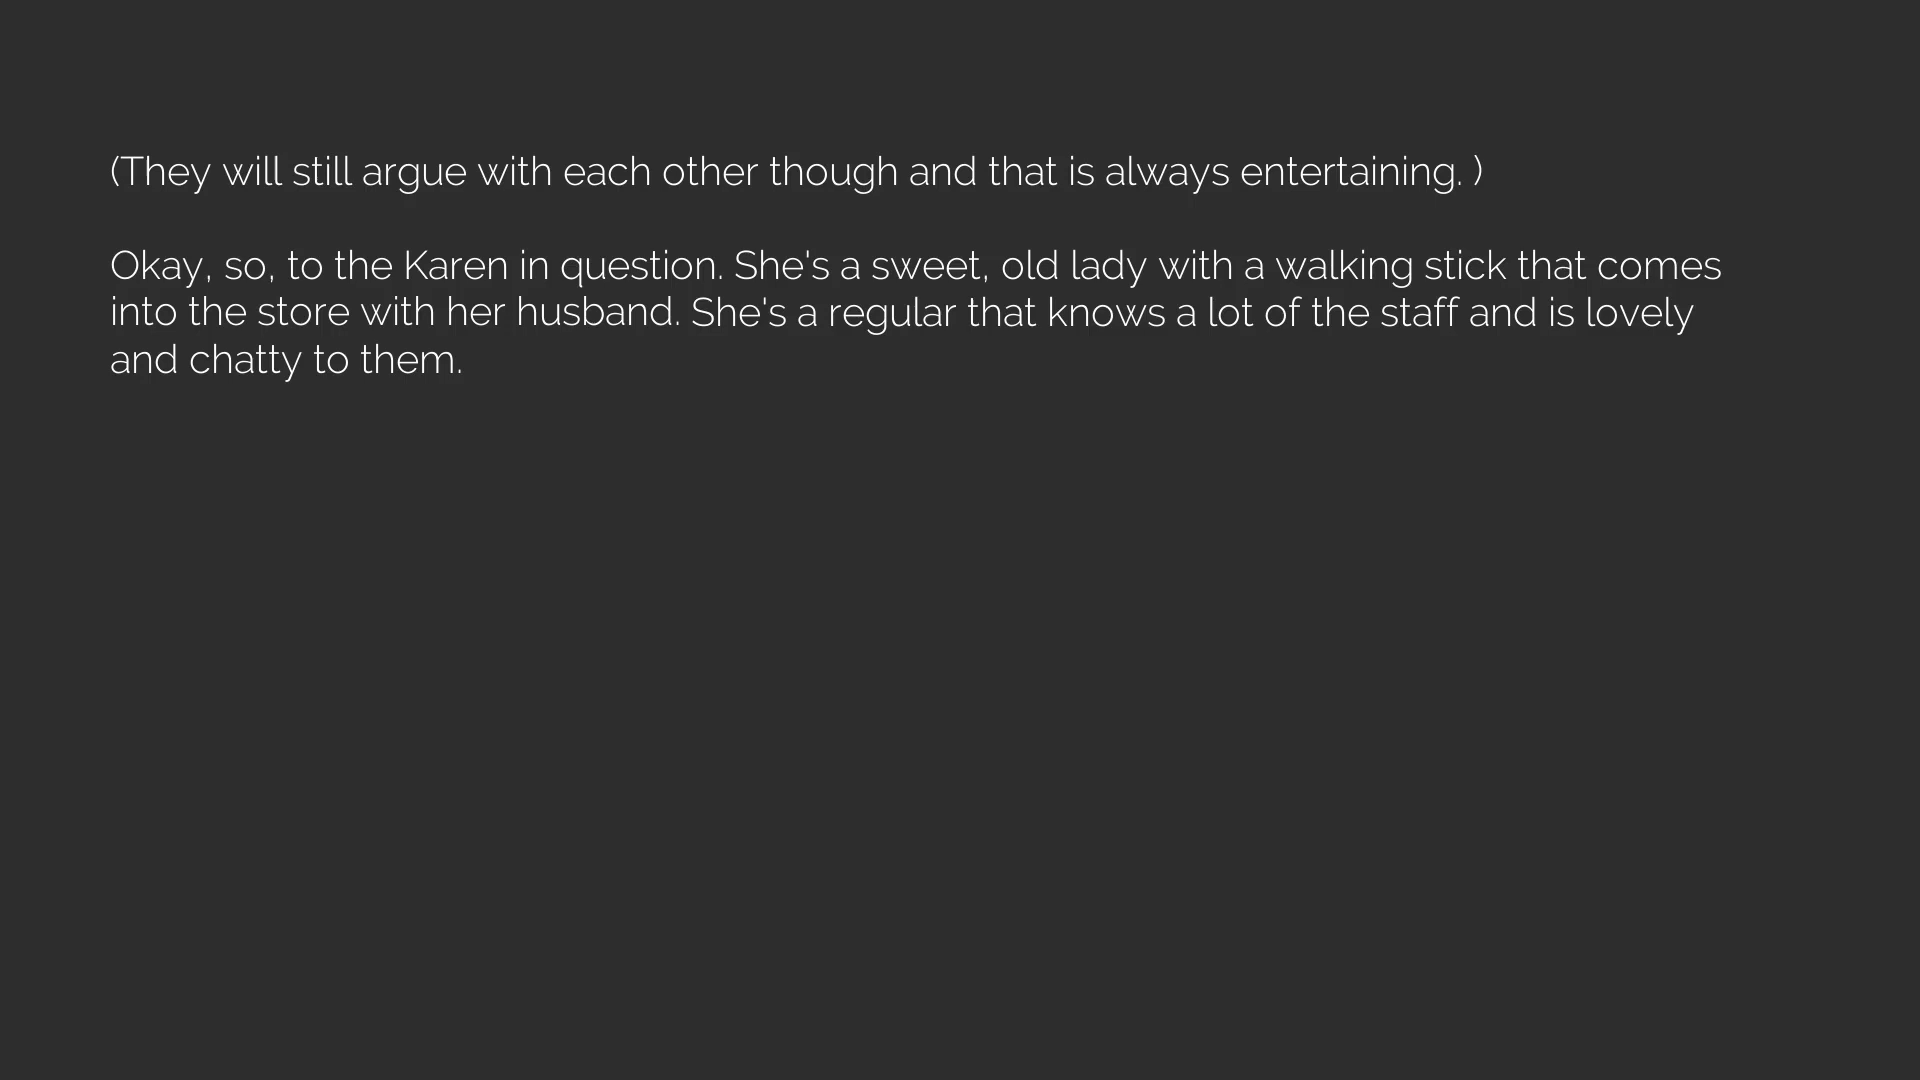 (They will still argue with each other though and that is always entertaining. )
Okay, so, to the Karen in question. She's a sweet, old lady with a walking stick that comes
into the store with her husband. She's a regular that knows a lot of the staff and is lovely
and chatty to them.